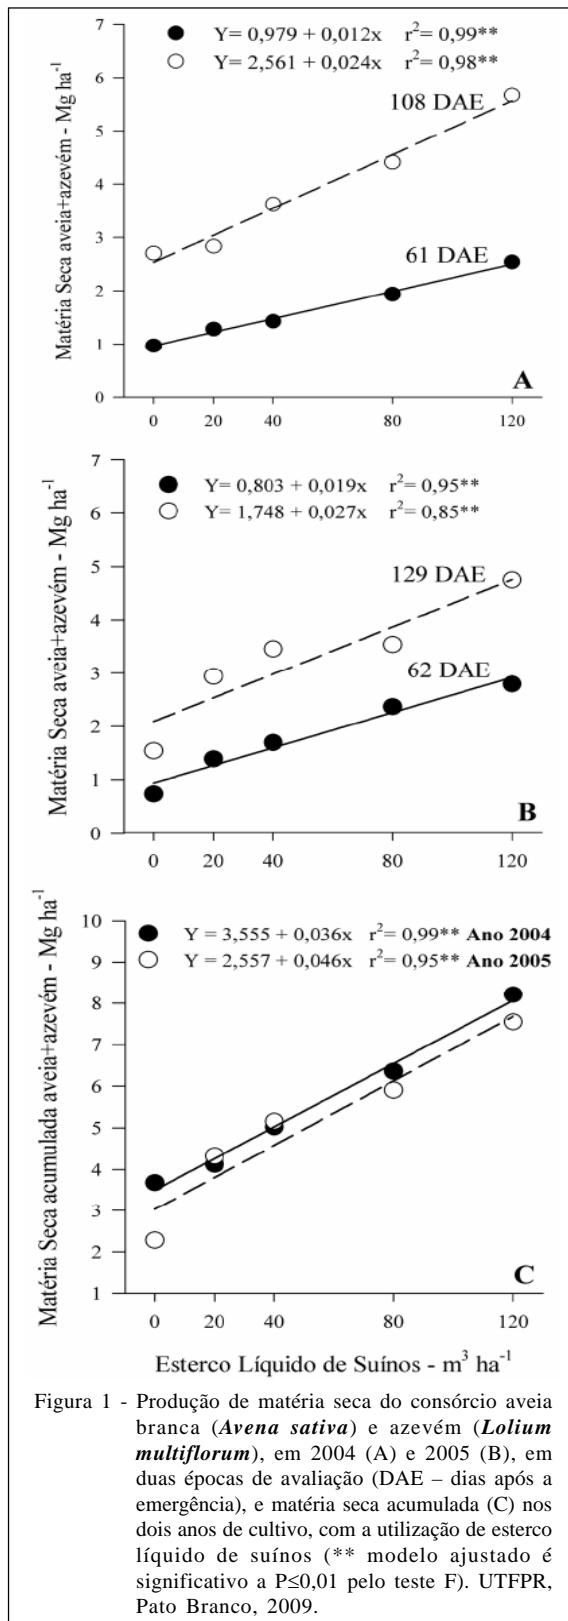 Y= 0,979 + 0,012x r²= 0,99**
Y= 2,561 + 0,024x r²= 0,98**
108 DAE
61 DAE
A
Matéria Seca aveia+azevém - Mg ha⁻¹
7
6
5
4
3
2
1
0
0 20 40 80 120
Y= 0,803 + 0,019x r²= 0,95**
Y= 1,748 + 0,027x r²= 0,85**
129 DAE
62 DAE
B
Matéria Seca aveia+azevém - Mg ha⁻¹
7
6
5
4
3
2
1
0
0 20 40 80 120
Y = 3,555 + 0,036x r²= 0,99** Ano 2004
Y = 2,557 + 0,046x r²= 0,95** Ano 2005
C
Matéria Seca acumulada aveia+azevém - Mg ha⁻¹
10
9
8
7
6
5
4
3
2
1
0 20 40 80 120
Esterco Líquido de Suínos - m³ ha⁻¹
Figura 1 - Produção de matéria seca do consórcio aveia
branca (Avena sativa) e azevém (Lolium
multiflorum), em 2004 (A) e 2005 (B), em
duas épocas de avaliação (DAE – dias após a
emergência), e matéria seca acumulada (C) nos
dois anos de cultivo, com a utilização de esterco
líquido de suínos (** modelo ajustado é
significativo a P≤0,01 pelo teste F). UTFPR,
Pato Branco, 2009.